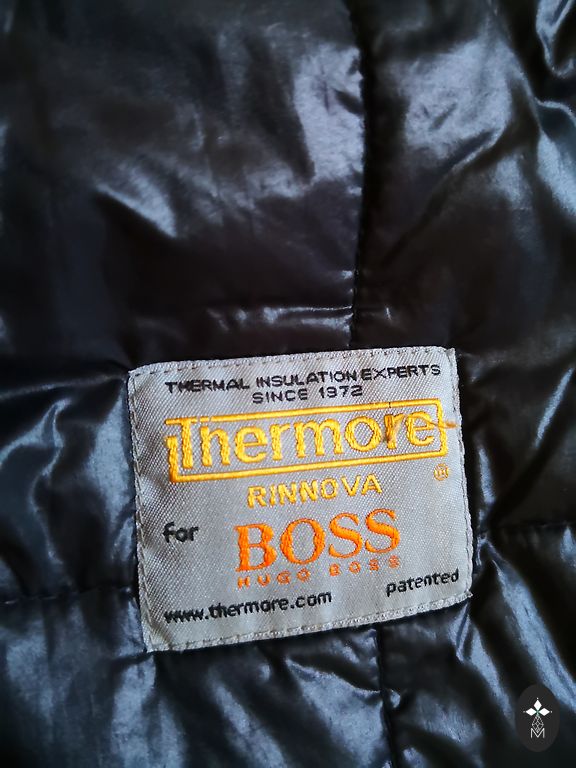 THERMAL INSULATION EXPERTS
SINCE 1972
Thermore
®
RINNOVA
for BOSS
HUGO BOSS
www.thermore.com patented
M